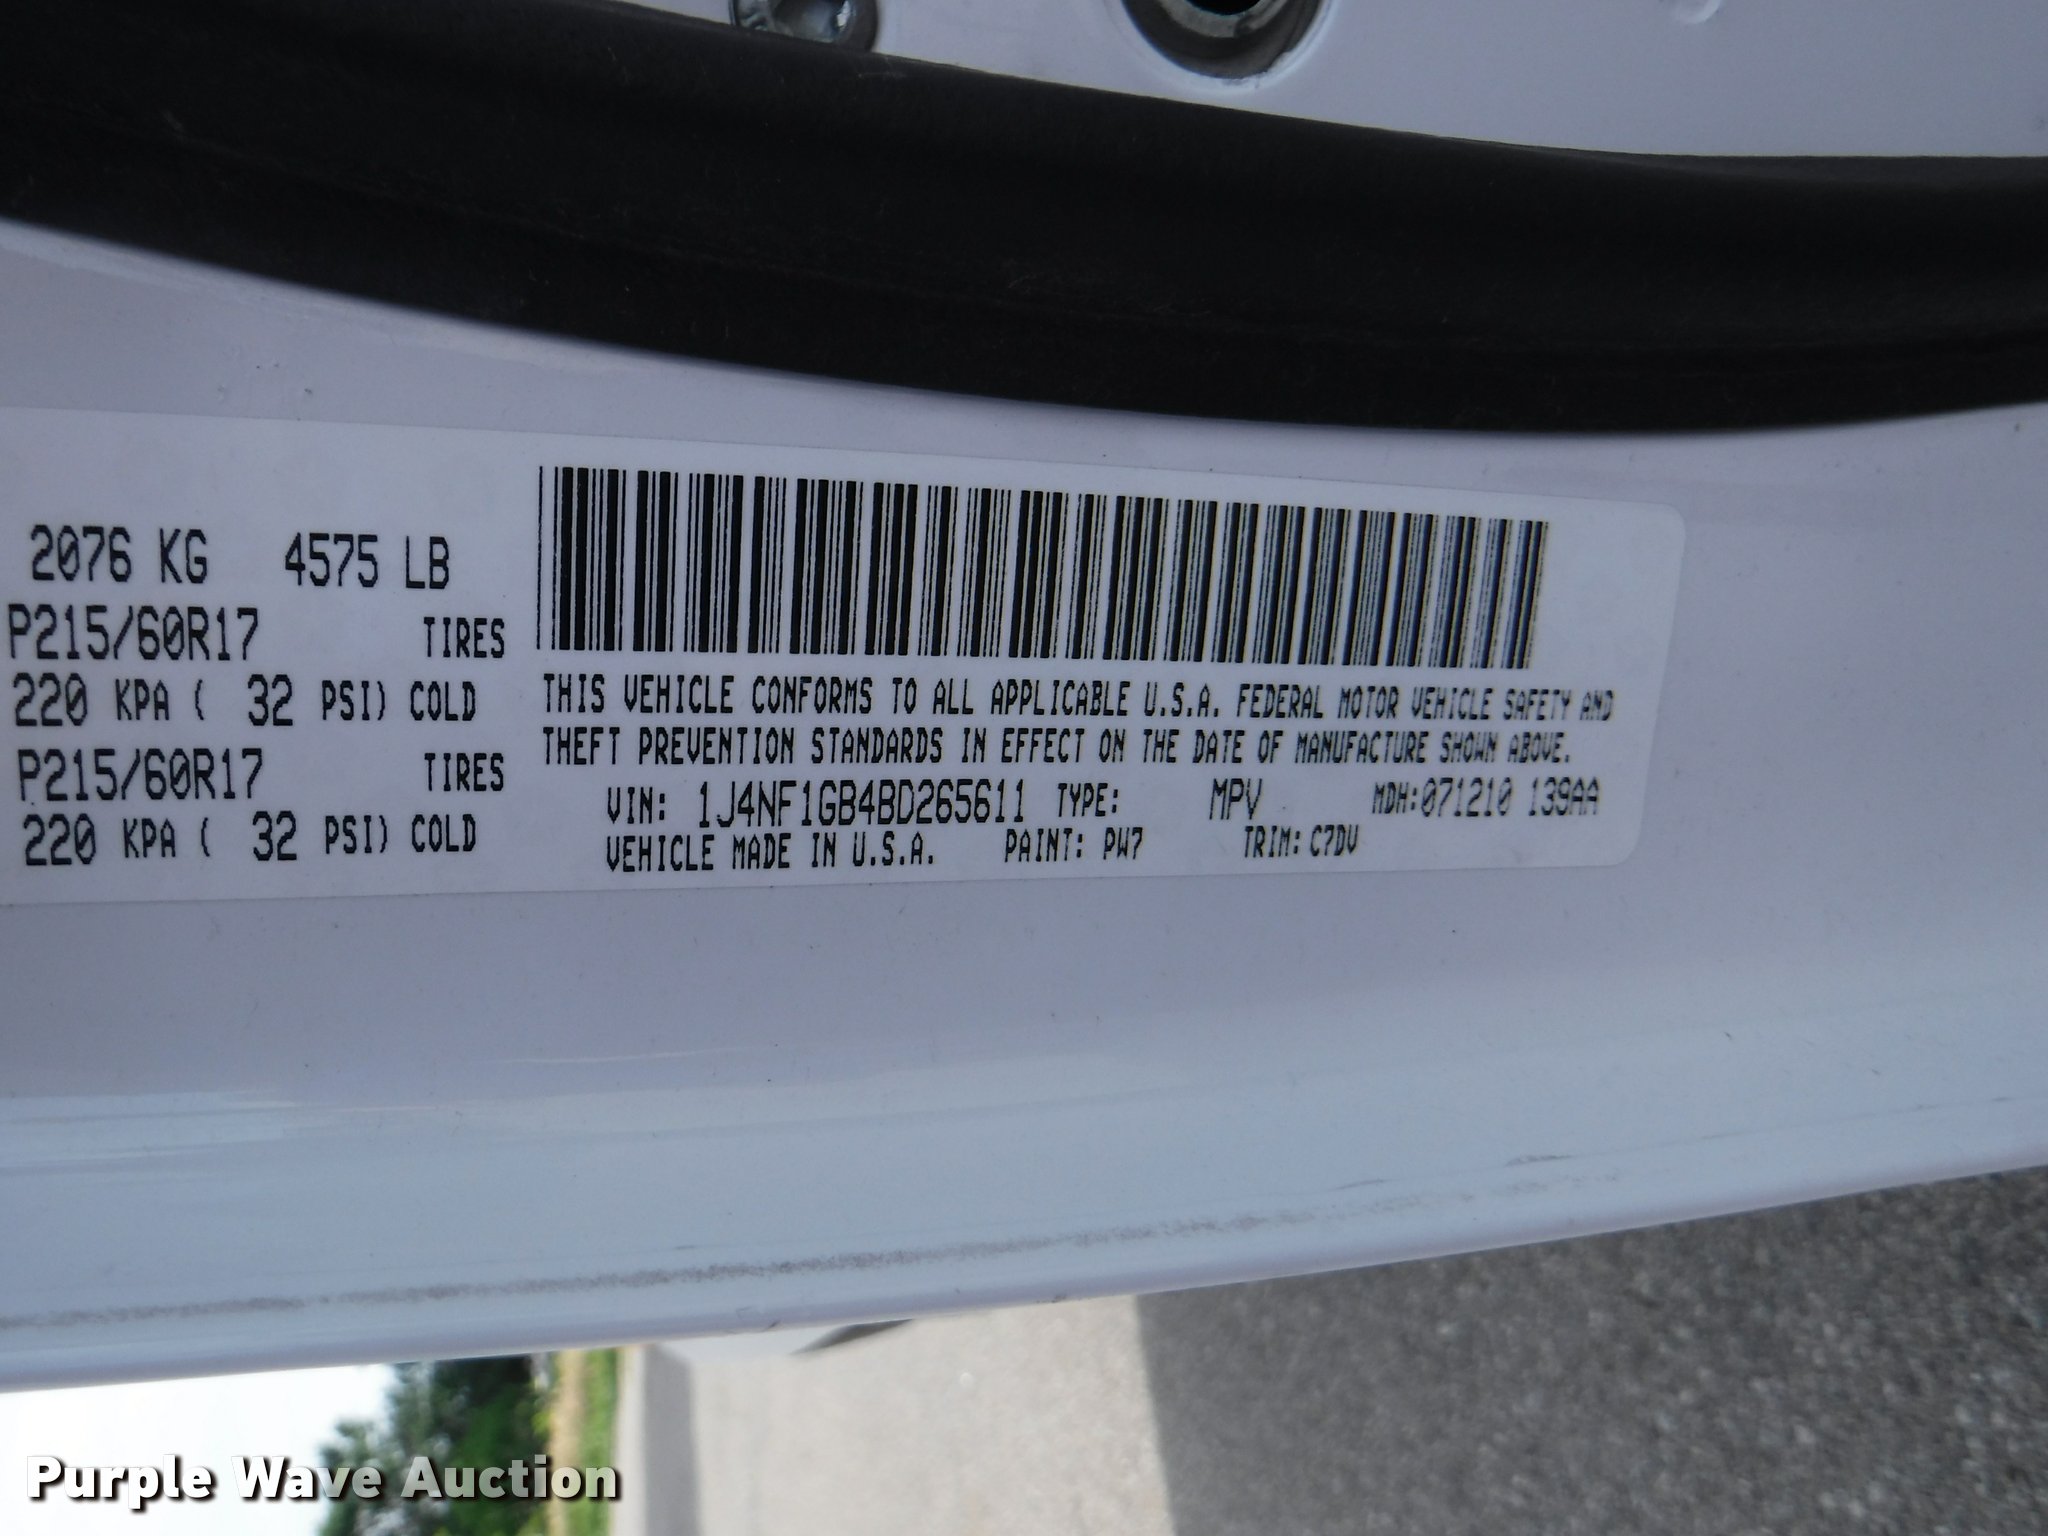 2076 KG 4575 LB
P215/60R17 TIRES
220 KPA ( 32 PSI) COLD
P215/60R17 TIRES
220 KPA ( 32 PSI) COLD
THIS VEHICLE CONFORMS TO ALL APPLICABLE U.S.A. FEDERAL MOTOR VEHICLE SAFETY AND
THEFT PREVENTION STANDARDS IN EFFECT ON THE DATE OF MANUFACTURE SHOWN ABOVE.
VIN: 1J4NF1GB4BD265611 TYPE: MPV MDH:071210 139AA
VEHICLE MADE IN U.S.A. PAINT: PW7 TRIM: C7DV
Purple Wave Auction